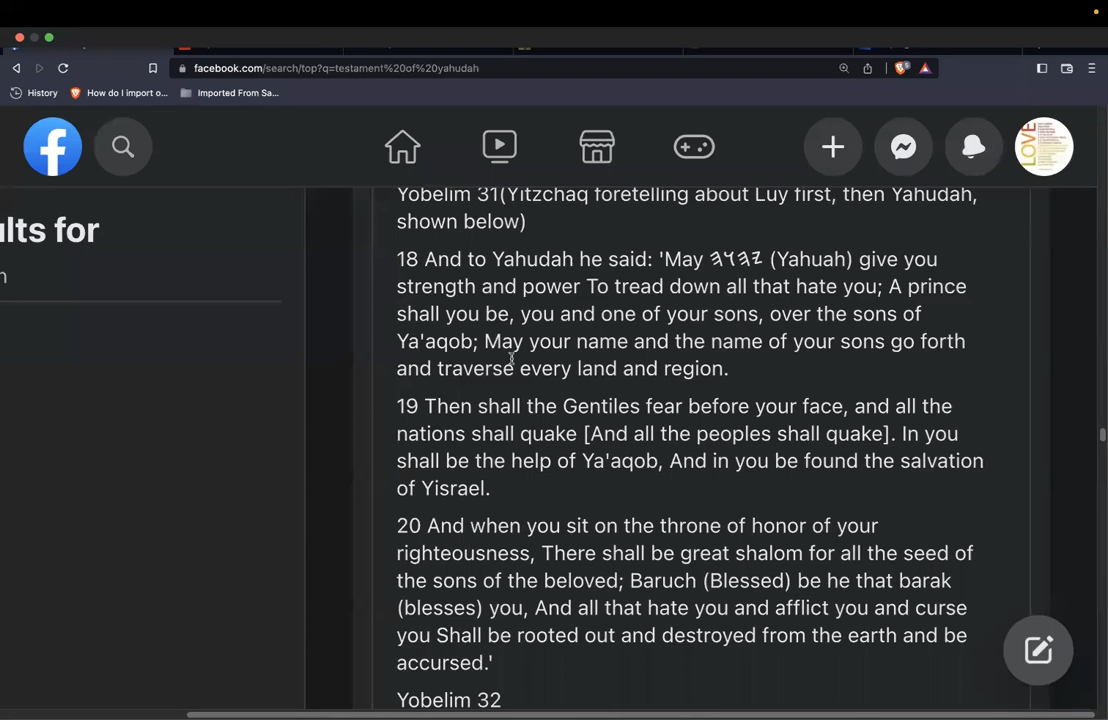 facebook.com/search/top?q=testament%20of%20yahudah
History
How do I import o...
Imported From Sa...
LOVE
ults for
n
Yobelim 31(Yitzchaq foretelling about Luy first, then Yahudah,
shown below)
18 And to Yahudah he said: 'May 𐤉𐤄𐤅𐤄 (Yahuah) give you
strength and power To tread down all that hate you; A prince
shall you be, you and one of your sons, over the sons of
Ya'aqob; May your name and the name of your sons go forth
and traverse every land and region.
19 Then shall the Gentiles fear before your face, and all the
nations shall quake [And all the peoples shall quake]. In you
shall be the help of Ya'aqob, And in you be found the salvation
of Yisrael.
20 And when you sit on the throne of honor of your
righteousness, There shall be great shalom for all the seed of
the sons of the beloved; Baruch (Blessed) be he that barak
(blesses) you, And all that hate you and afflict you and curse
you Shall be rooted out and destroyed from the earth and be
accursed.'
Yobelim 32